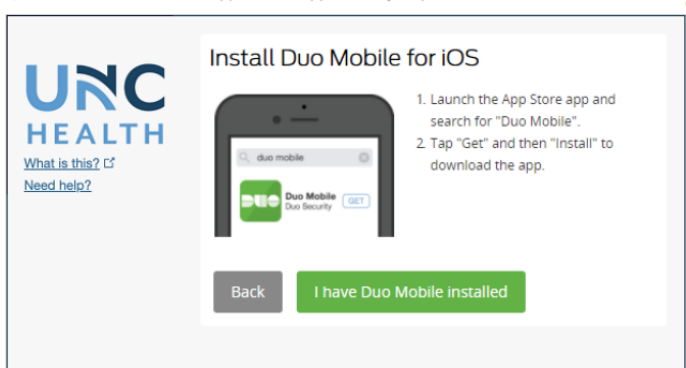 UNC
HEALTH
What is this?
Need help?
Install Duo Mobile for iOS
1. Launch the App Store app and
search for "Duo Mobile".
2. Tap "Get" and then "Install" to
download the app.
duo mobile
DUO
Duo Mobile
Duo Security
GET
Back
I have Duo Mobile installed